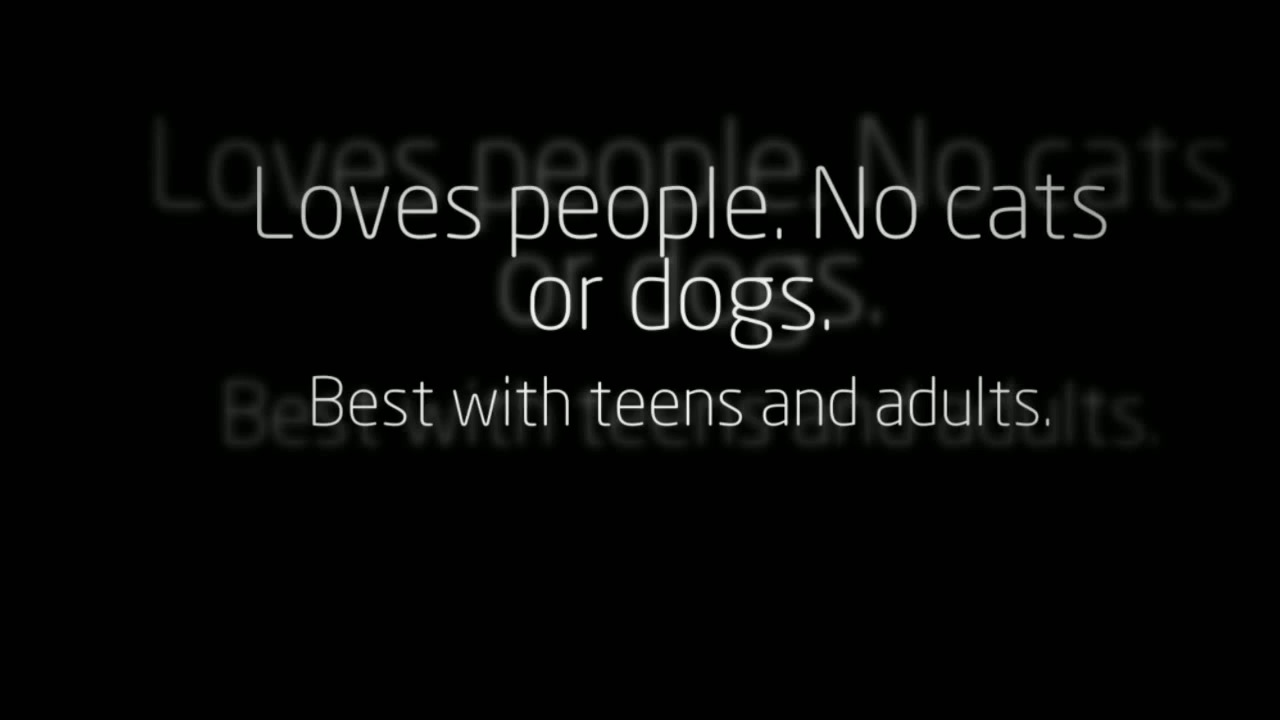 Loves people. No cats
or dogs.
Best with teens and adults.